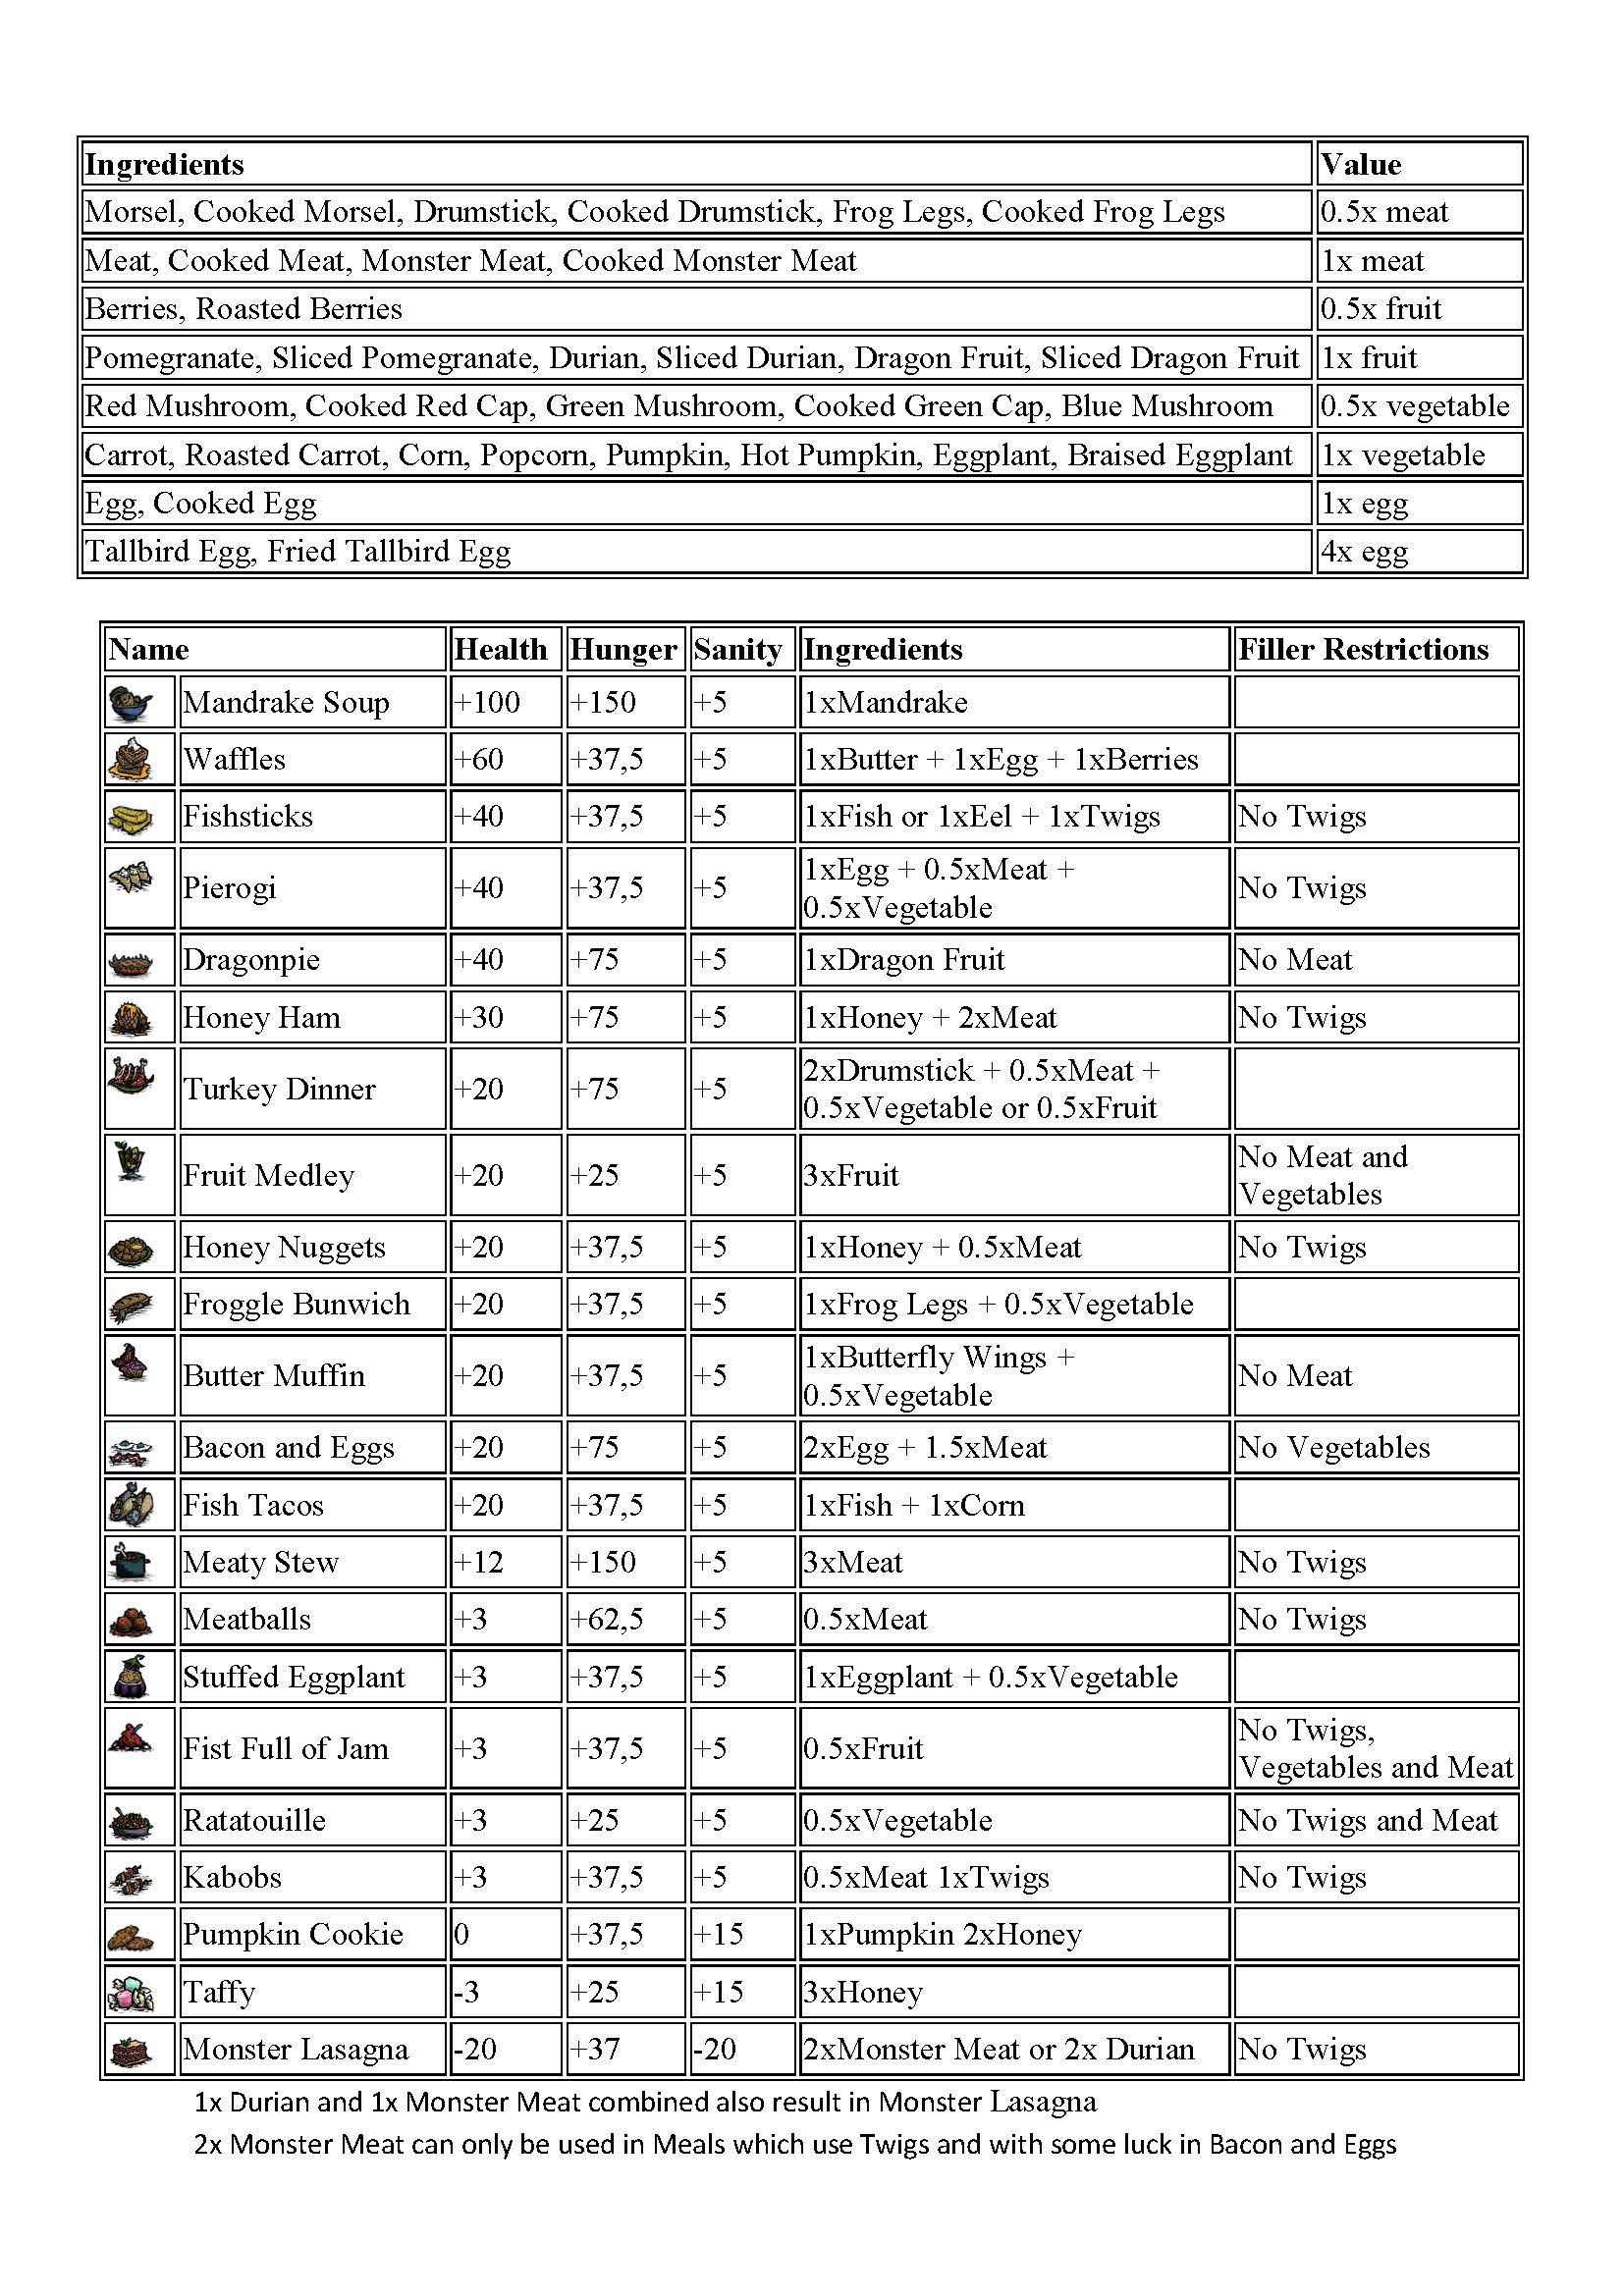 Ingredients Value
Morsel, Cooked Morsel, Drumstick, Cooked Drumstick, Frog Legs, Cooked Frog Legs 0.5x meat
Meat, Cooked Meat, Monster Meat, Cooked Monster Meat 1x meat
Berries, Roasted Berries 0.5x fruit
Pomegranate, Sliced Pomegranate, Durian, Sliced Durian, Dragon Fruit, Sliced Dragon Fruit 1x fruit
Red Mushroom, Cooked Red Cap, Green Mushroom, Cooked Green Cap, Blue Mushroom 0.5x vegetable
Carrot, Roasted Carrot, Corn, Popcorn, Pumpkin, Hot Pumpkin, Eggplant, Braised Eggplant 1x vegetable
Egg, Cooked Egg 1x egg
Tallbird Egg, Fried Tallbird Egg 4x egg
Name Health Hunger Sanity Ingredients Filler Restrictions
Mandrake Soup +100 +150 +5 1xMandrake
Waffles +60 +37,5 +5 1xButter + 1xEgg + 1xBerries
Fishsticks +40 +37,5 +5 1xFish or 1xEel + 1xTwigs No Twigs
Pierogi +40 +37,5 +5 1xEgg + 0.5xMeat +
0.5xVegetable No Twigs
Dragonpie +40 +75 +5 1xDragon Fruit No Meat
Honey Ham +30 +75 +5 1xHoney + 2xMeat No Twigs
Turkey Dinner +20 +75 +5 2xDrumstick + 0.5xMeat +
0.5xVegetable or 0.5xFruit
Fruit Medley +20 +25 +5 3xFruit No Meat and
Vegetables
Honey Nuggets +20 +37,5 +5 1xHoney + 0.5xMeat No Twigs
Froggle Bunwich +20 +37,5 +5 1xFrog Legs + 0.5xVegetable
Butter Muffin +20 +37,5 +5 1xButterfly Wings +
0.5xVegetable No Meat
Bacon and Eggs +20 +75 +5 2xEgg + 1.5xMeat No Vegetables
Fish Tacos +20 +37,5 +5 1xFish + 1xCorn
Meaty Stew +12 +150 +5 3xMeat No Twigs
Meatballs +3 +62,5 +5 0.5xMeat No Twigs
Stuffed Eggplant +3 +37,5 +5 1xEggplant + 0.5xVegetable
Fist Full of Jam +3 +37,5 +5 0.5xFruit No Twigs,
Vegetables and Meat
Ratatouille +3 +25 +5 0.5xVegetable No Twigs and Meat
Kabobs +3 +37,5 +5 0.5xMeat 1xTwigs No Twigs
Pumpkin Cookie 0 +37,5 +15 1xPumpkin 2xHoney
Taffy -3 +25 +15 3xHoney
Monster Lasagna -20 +37 -20 2xMonster Meat or 2x Durian No Twigs
1x Durian and 1x Monster Meat combined also result in Monster Lasagna
2x Monster Meat can only be used in Meals which use Twigs and with some luck in Bacon and Eggs